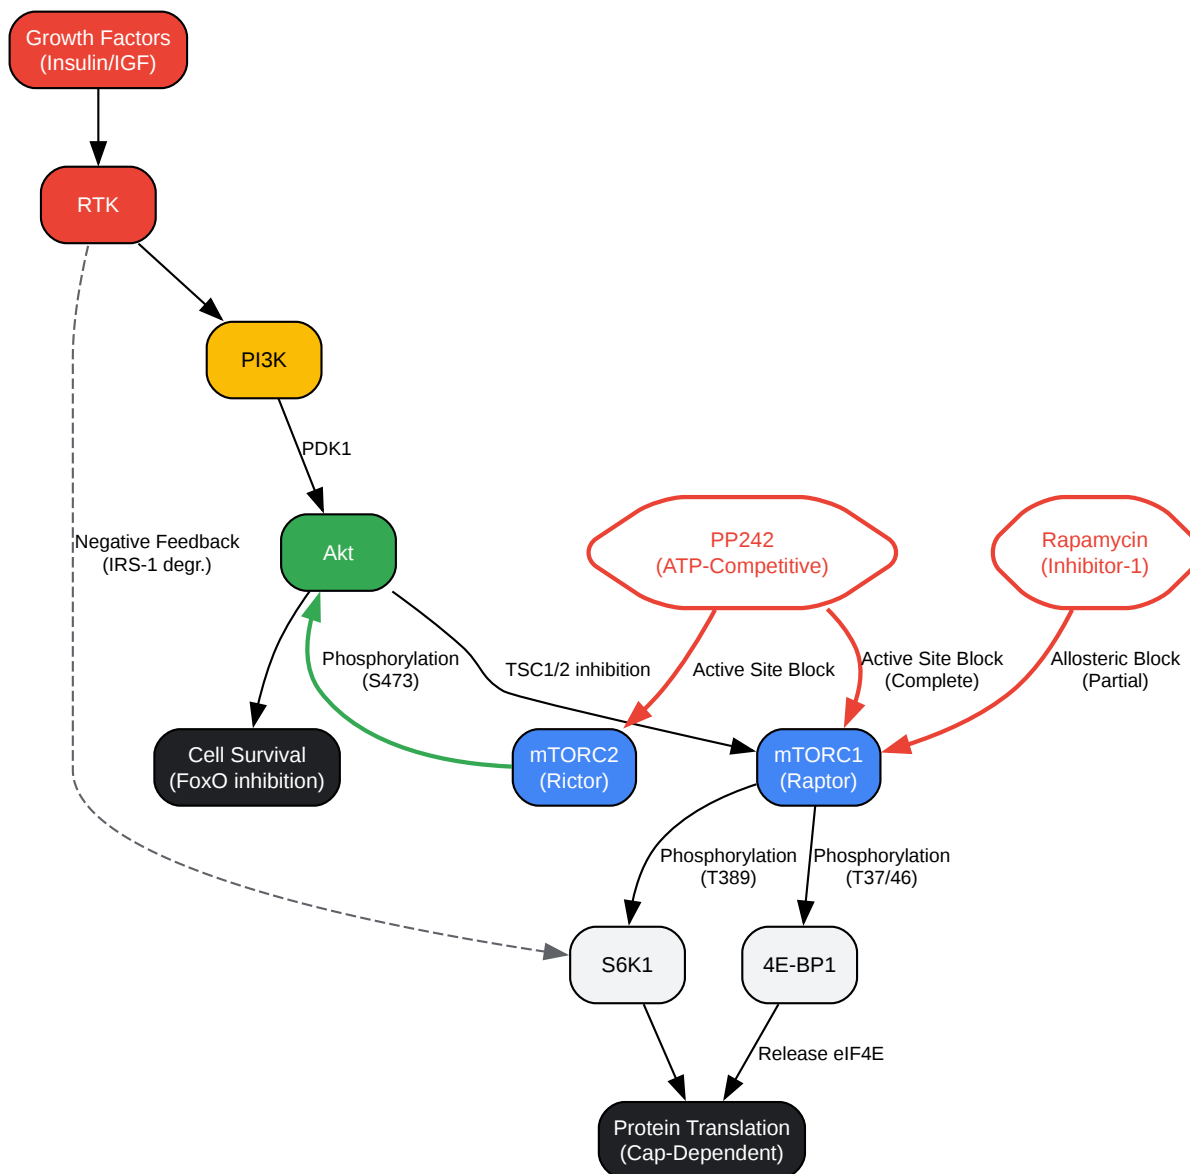 Growth Factors
(Insulin/IGF)
RTK
PI3K
PDK1
Akt
PP242
(ATP-Competitive)
Rapamycin
(Inhibitor-1)
Negative Feedback
(IRS-1 degr.)
Phosphorylation
(S473)
TSC1/2 inhibition
Active Site Block
Active Site Block
(Complete)
Allosteric Block
(Partial)
Cell Survival
(FoxO inhibition)
mTORC2
(Rictor)
mTORC1
(Raptor)
Phosphorylation
(T389)
Phosphorylation
(T37/46)
S6K1
4E-BP1
Release eIF4E
Protein Translation
(Cap-Dependent)